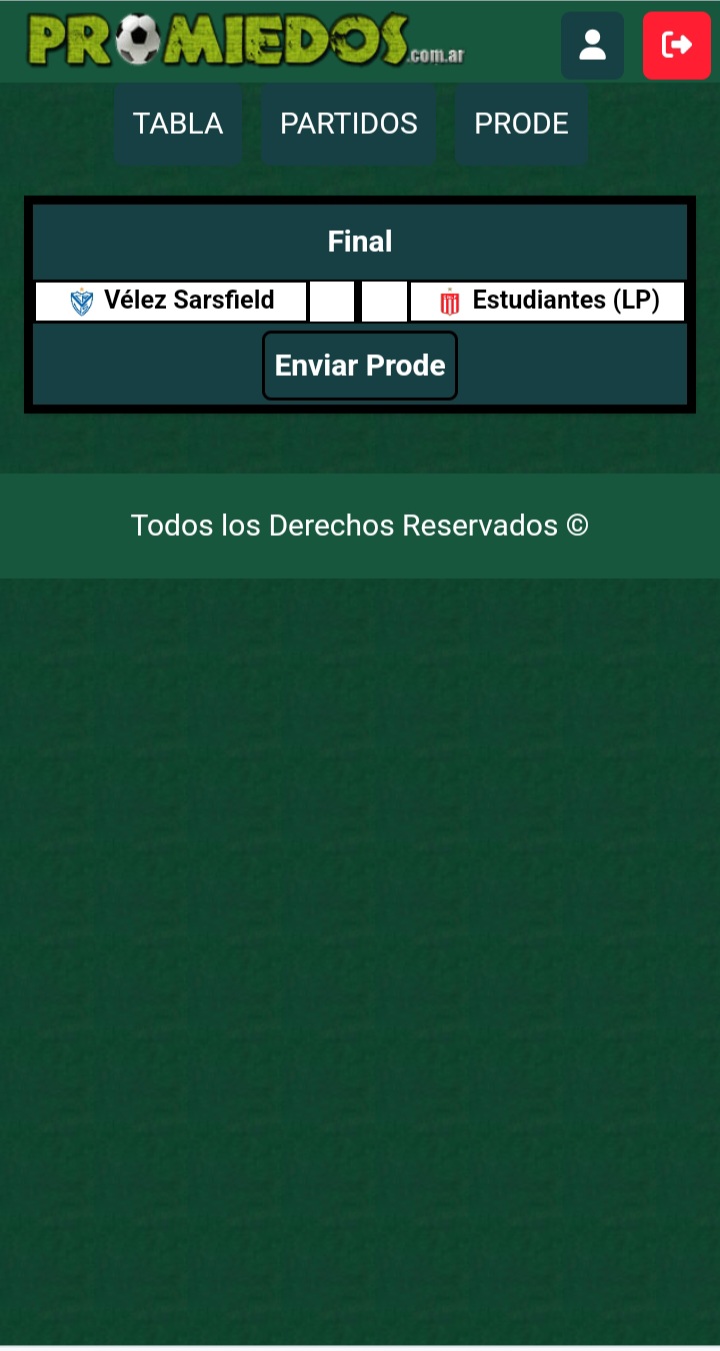 PROMIEDOS.com.ar
TABLA PARTIDOS PRODE
Final
Vélez Sarsfield Estudiantes (LP)
Enviar Prode
Todos los Derechos Reservados ©